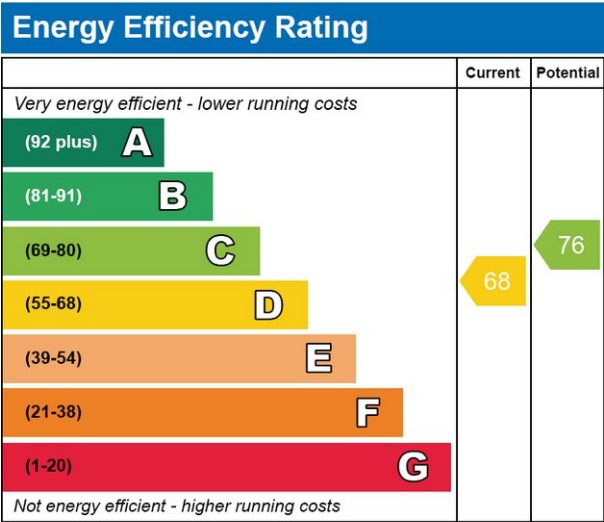 Energy Efficiency Rating
Current Potential
Very energy efficient - lower running costs
(92 plus) A
(81-91) B
(69-80) C
76
(55-68) D
68
(39-54) E
(21-38) F
(1-20) G
Not energy efficient - higher running costs